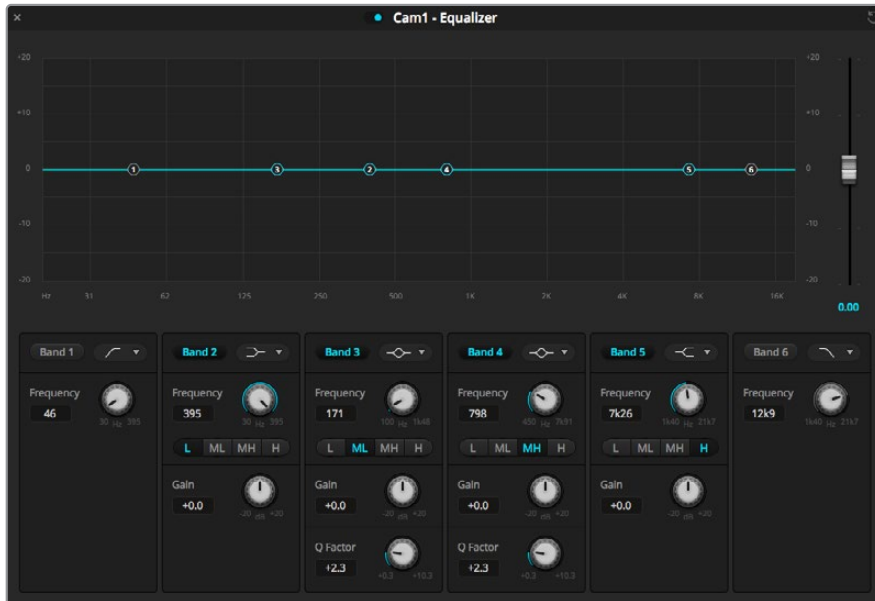 × Cam1 - Equalizer
+20 +20
+10 +10
0 1 3 2 4 5 6 0
-10 -10
-20 -20
Hz 31 62 125 250 500 1K 2K 4K 8K 16K
0.00
Band 1 Band 2 Band 3 Band 4 Band 5 Band 6
Frequency Frequency Frequency Frequency Frequency Frequency
46 395 171 798 7k26 12k9
30 Hz 395 30 Hz 395 100 Hz 1k48 450 Hz 7k91 1k40 Hz 21k7 1k40 Hz 21k7
L ML MH H L ML MH H L ML MH H L ML MH H
Gain Gain Gain Gain
+0.0 +0.0 +0.0 +0.0
-20 dB +20 -20 dB +20 -20 dB +20 -20 dB +20
Q Factor Q Factor
+2.3 +2.3
+0.3 +10.3 +0.3 +10.3